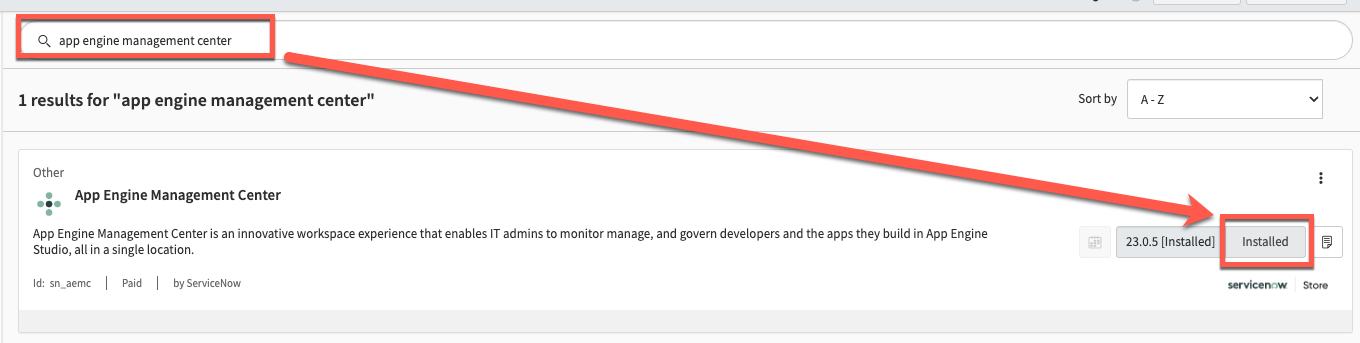 app engine management center
1 results for "app engine management center"
Sort by
A - Z
Other
App Engine Management Center
App Engine Management Center is an innovative workspace experience that enables IT admins to monitor manage, and govern developers and the apps they build in App Engine
Studio, all in a single location.
23.0.5 [Installed]
Installed
Id: sn_aemc
Paid
by ServiceNow
servicenow
Store